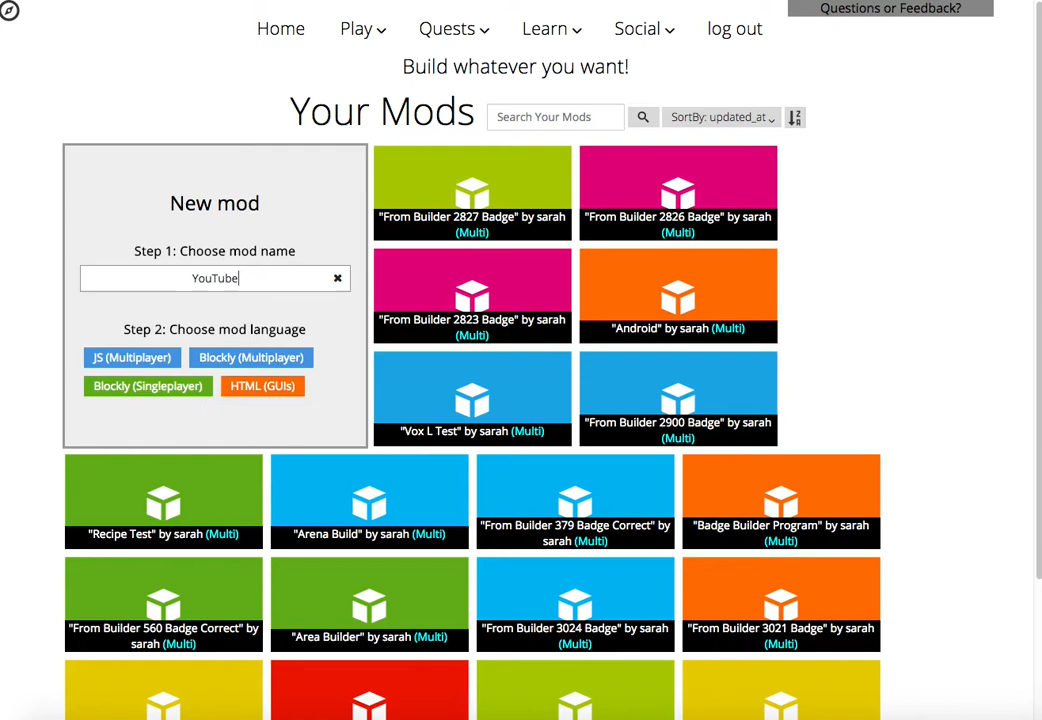 Questions or Feedback?
Home Play Quests Learn Social log out
Build whatever you want!
Your Mods
Search Your Mods
SortBy: updated_at
New mod
Step 1: Choose mod name
YouTube
Step 2: Choose mod language
JS (Multiplayer) Blockly (Multiplayer)
Blockly (Singleplayer) HTML (GUIs)
"From Builder 2827 Badge" by sarah
(Multi)
"From Builder 2826 Badge" by sarah
(Multi)
"From Builder 2823 Badge" by sarah
(Multi)
"Android" by sarah (Multi)
"Vox L Test" by sarah (Multi)
"From Builder 2900 Badge" by sarah
(Multi)
"Recipe Test" by sarah (Multi)
"Arena Build" by sarah (Multi)
"From Builder 379 Badge Correct" by
sarah (Multi)
"Badge Builder Program" by sarah
(Multi)
"From Builder 560 Badge Correct" by
sarah (Multi)
"Area Builder" by sarah (Multi)
"From Builder 3024 Badge" by sarah
(Multi)
"From Builder 3021 Badge" by sarah
(Multi)